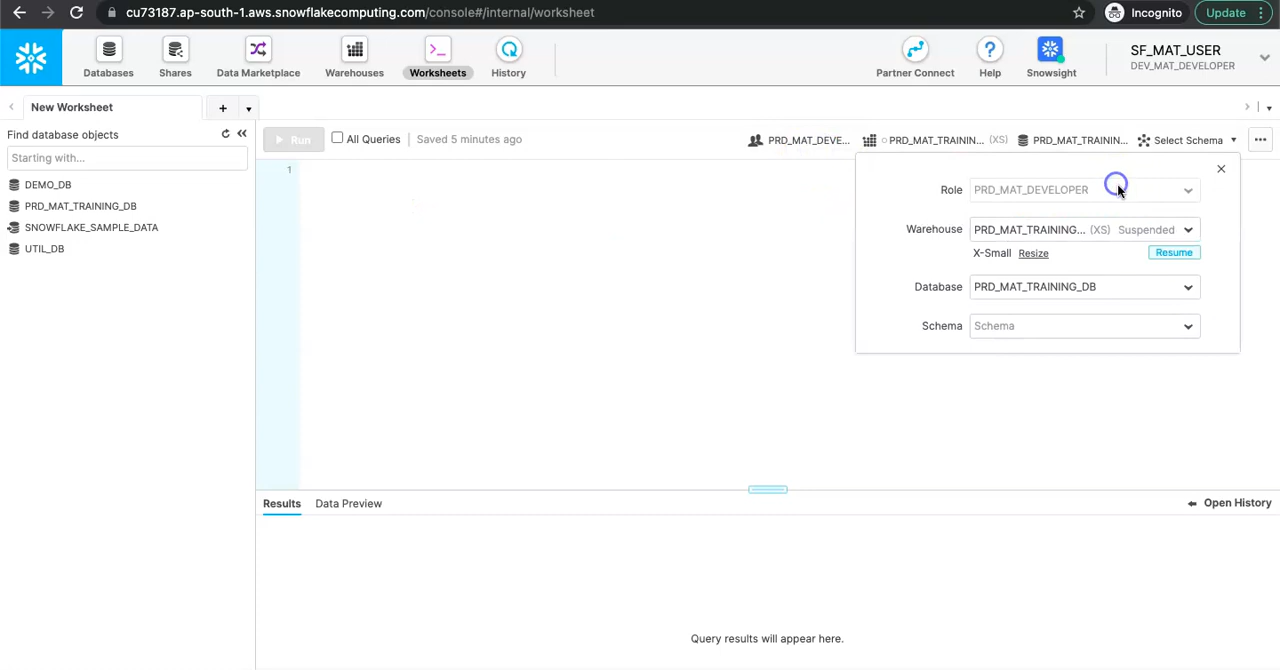 cu73187.ap-south-1.aws.snowflakecomputing.com/console#/internal/worksheet
Incognito
Update
Databases
Shares
Data Marketplace
Warehouses
Worksheets
History
Partner Connect
Help
Snowsight
SF_MAT_USER
DEV_MAT_DEVELOPER
New Worksheet
Find database objects
Starting with...
DEMO_DB
PRD_MAT_TRAINING_DB
SNOWFLAKE_SAMPLE_DATA
UTIL_DB
Run
All Queries
Saved 5 minutes ago
PRD_MAT_DEVE...
PRD_MAT_TRAININ... (XS)
PRD_MAT_TRAININ...
Select Schema
1
Role PRD_MAT_DEVELOPER
Warehouse PRD_MAT_TRAINING... (XS) Suspended
X-Small Resize Resume
Database PRD_MAT_TRAINING_DB
Schema Schema
Results Data Preview
Open History
Query results will appear here.